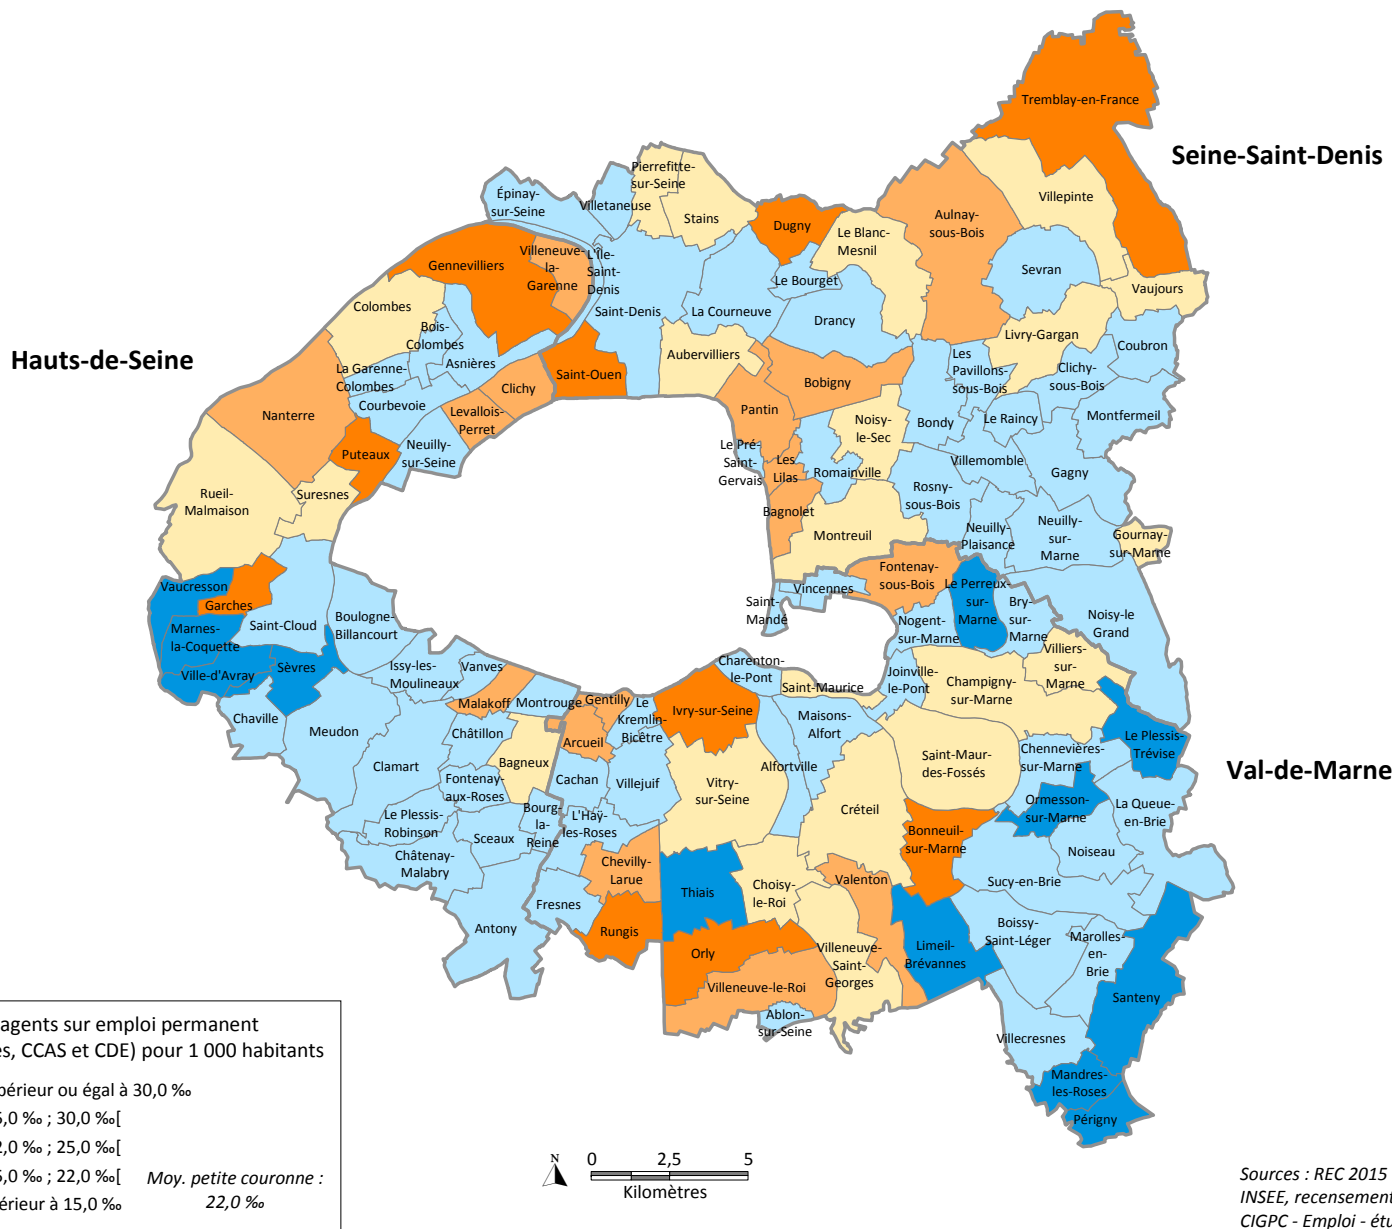 Tremblay-en-France
Seine-Saint-Denis
Pierrefitte-
sur-Seine
Épinay-
sur-Seine
Villetaneuse
Stains
Villepinte
Aulnay-
sous-Bois
Dugny
Le Blanc-
Mesnil
Villeneuve-
la-
Garenne
L'Île-
Saint-
Denis
Gennevilliers
Sevran
Le Bourget
Vaujours
Colombes
Saint-Denis
La Courneuve
Drancy
Bois-
Colombes
Livry-Gargan
Coubron
Hauts-de-Seine
Asnières
Aubervilliers
Les
Pavillons-
sous-Bois
Clichy-
sous-Bois
La Garenne-
Colombes
Saint-Ouen
Bobigny
Clichy
Courbevoie
Nanterre
Levallois-
Perret
Pantin
Montfermeil
Noisy-
le-Sec
Bondy
Le Raincy
Puteaux
Neuilly-
sur-Seine
Le Pré-
Saint-
Gervais
Les
Lilas
Romainville
Villemomble
Gagny
Rueil-
Malmaison
Suresnes
Rosny-
sous-Bois
Bagnolet
Montreuil
Neuilly-
Plaisance
Neuilly-
sur-
Marne
Gournay-
sur-Marne
Fontenay-
sous-Bois
Vaucresson
Le Perreux-
sur-
Marne
Vincennes
Garches
Saint-
Mandé
Bry-
sur-
Marne
Noisy-le
Grand
Marnes-
la-Coquette
Saint-Cloud
Boulogne-
Billancourt
Nogent-
sur-Marne
Villiers-
sur-
Marne
Ville-d'Avray
Sèvres
Issy-les-
Moulineaux
Vanves
Charenton-
le-Pont
Saint-Maurice
Joinville-
le-Pont
Champigny-
sur-Marne
Malakoff
Montrouge
Gentilly
Le
Kremlin-
Bicêtre
Ivry-sur-Seine
Maisons-
Alfort
Chaville
Meudon
Châtillon
Arcueil
Le Plessis-
Trévise
Bagneux
Saint-Maur-
des-Fossés
Chennevières-
sur-Marne
Clamart
Alfortville
Val-de-Marne
Fontenay-
aux-Roses
Cachan
Villejuif
Vitry-
sur-Seine
Ormesson-
sur-Marne
La Queue-
en-Brie
Le Plessis-
Robinson
Bourg-
la-
Reine
L'Haÿ-
les-Roses
Créteil
Sceaux
Bonneuil-
sur-Marne
Châtenay-
Malabry
Noiseau
Chevilly-
Larue
Thiais
Choisy-
le-Roi
Valenton
Sucy-en-Brie
Fresnes
Antony
Rungis
Boissy-
Saint-Léger
Marolles-
en-
Brie
Orly
Villeneuve-
Saint-
Georges
Limeil-
Brévannes
Villeneuve-le-Roi
Santeny
Ablon-
sur-Seine
Villecresnes
Mandres-
les-Roses
Périgny
agents sur emploi permanent
es, CCAS et CDE) pour 1 000 habitants
périeur ou égal à 30,0 ‰
5,0 ‰ ; 30,0 ‰[
2,0 ‰ ; 25,0 ‰[
5,0 ‰ ; 22,0 ‰[
érieur à 15,0 ‰
Moy. petite couronne :
22,0 ‰
N
0 2,5 5
Kilomètres
Sources : REC 2015
INSEE, recensement
CIGPC - Emploi - étu